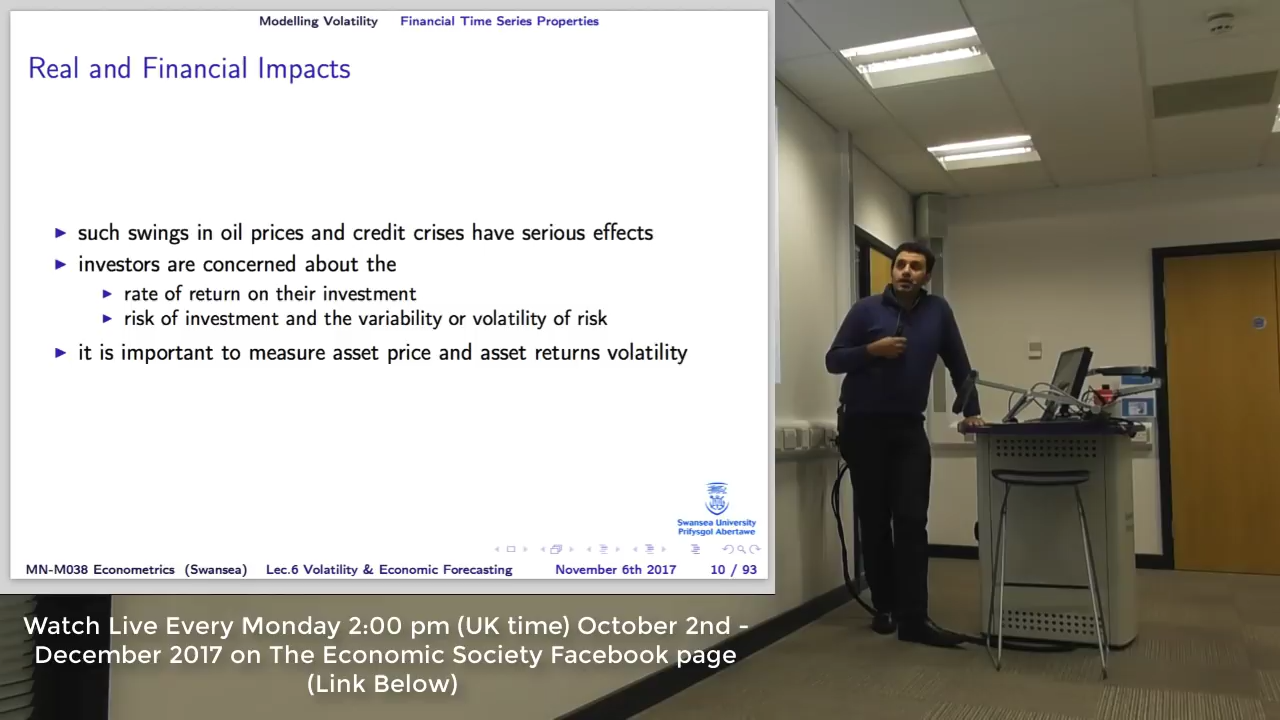 Modelling Volatility Financial Time Series Properties
Real and Financial Impacts
such swings in oil prices and credit crises have serious effects
investors are concerned about the
rate of return on their investment
risk of investment and the variability or volatility of risk
it is important to measure asset price and asset returns volatility
Swansea University
Prifysgol Abertawe
MN-M038 Econometrics (Swansea) Lec.6 Volatility & Economic Forecasting November 6th 2017 10 / 93
Watch Live Every Monday 2:00 pm (UK time) October 2nd -
December 2017 on The Economic Society Facebook page
(Link Below)